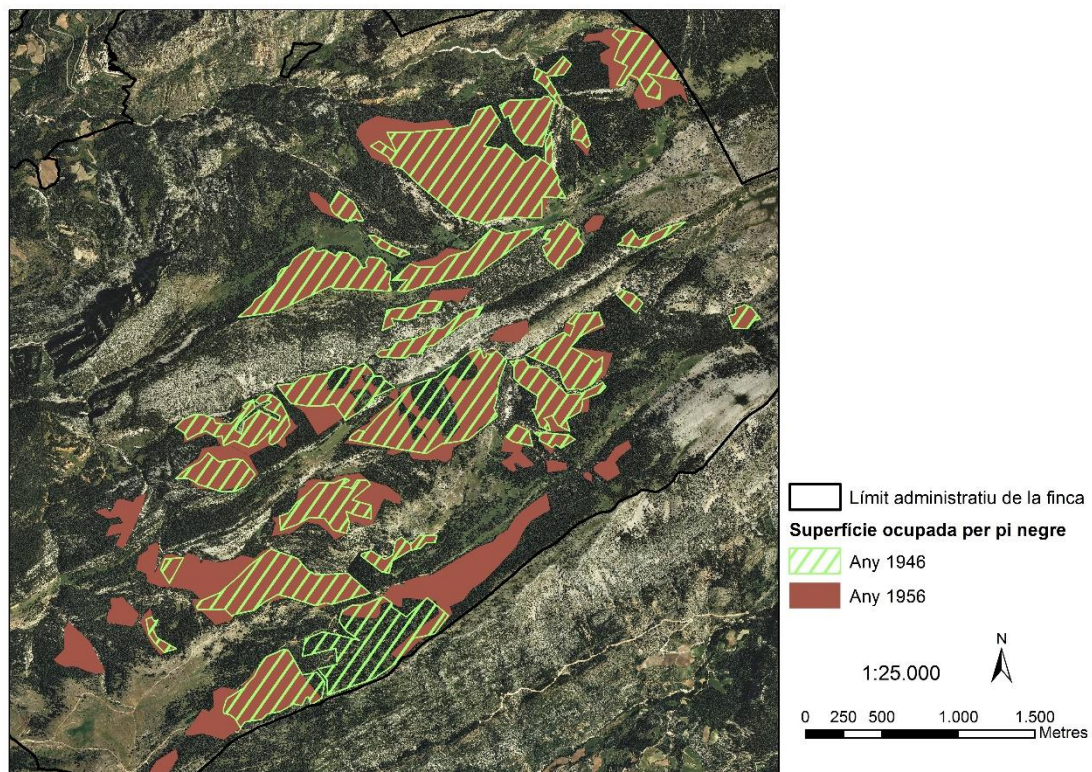 Límit administratiu de la finca
Superfície ocupada per pi negre
Any 1946
Any 1956
N
1:25.000
0 250 500 1.000 1.500
Metres